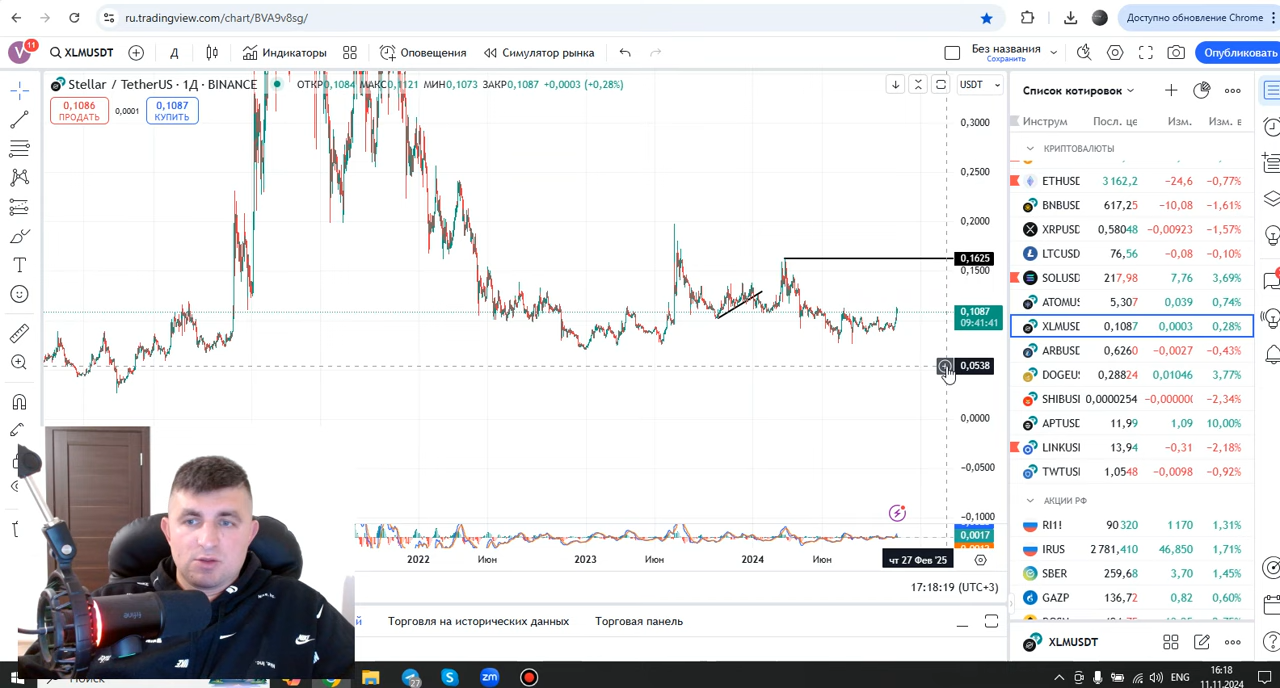 ru.tradingview.com/chart/BVA9v8sg/
Доступно обновление Chrome
V 11
XLMUSDT
Д
Индикаторы
Оповещения
Симулятор рынка
Без названия
Сохранить
Опубликовать
Stellar / TetherUS · 1Д · BINANCE
ОТКР0,1084 МАКС0,1121 МИН0,1073 ЗАКР0,1087 +0,0003 (+0,28%)
USDT
0,1086
ПРОДАТЬ
0,0001
0,1087
КУПИТЬ
0,3000
0,2500
0,2000
0,1625
0,1500
0,1087
09:41:41
0,0538
0,0000
−0,0500
−0,1000
0,0017
2022
Июн
2023
Июн
2024
Июн
чт 27 Фев '25
17:18:19 (UTC+3)
Торговля на исторических данных
Торговая панель
Список котировок
Инструм Посл. це Изм. Изм. в
КРИПТОВАЛЮТЫ
ETHUSD 3 162,2 −24,6 −0,77%
BNBUSD 617,25 −10,08 −1,61%
XRPUSD 0,58048 −0,00923 −1,57%
LTCUSD 76,56 −0,08 −0,10%
SOLUSD 217,98 7,76 3,69%
ATOMUS 5,307 0,039 0,74%
XLMUSD 0,1087 0,0003 0,28%
ARBUSD 0,6260 −0,0027 −0,43%
DOGEU 0,28824 0,01046 3,77%
SHIBUSI 0,0000254 −0,000000 −2,34%
APTUSD 11,99 1,09 10,00%
LINKUSI 13,94 −0,31 −2,18%
TWTUSI 1,0548 −0,0098 −0,92%
АКЦИИ РФ
RI1! 90 320 1 170 1,31%
IRUS 2 781,410 46,850 1,71%
SBER 259,68 3,70 1,45%
GAZP 136,72 0,82 0,60%
XLMUSDT
27
zm
ENG
16:18
11.11.2024